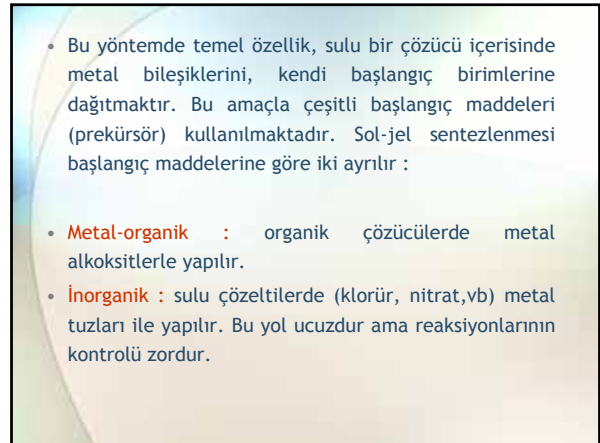 • Bu yöntemde temel özellik, sulu bir çözücü içerisinde
metal bileşiklerini, kendi başlangıç birimlerine
dağıtmaktır. Bu amaçla çeşitli başlangıç maddeleri
(prekürsör) kullanılmaktadır. Sol-jel sentezlenmesi
başlangıç maddelerine göre iki ayrılır :
• Metal-organik : organik çözücülerde metal
alkoksitlerle yapılır.
• İnorganik : sulu çözeltilerde (klorür, nitrat,vb) metal
tuzları ile yapılır. Bu yol ucuzdur ama reaksiyonlarının
kontrolü zordur.